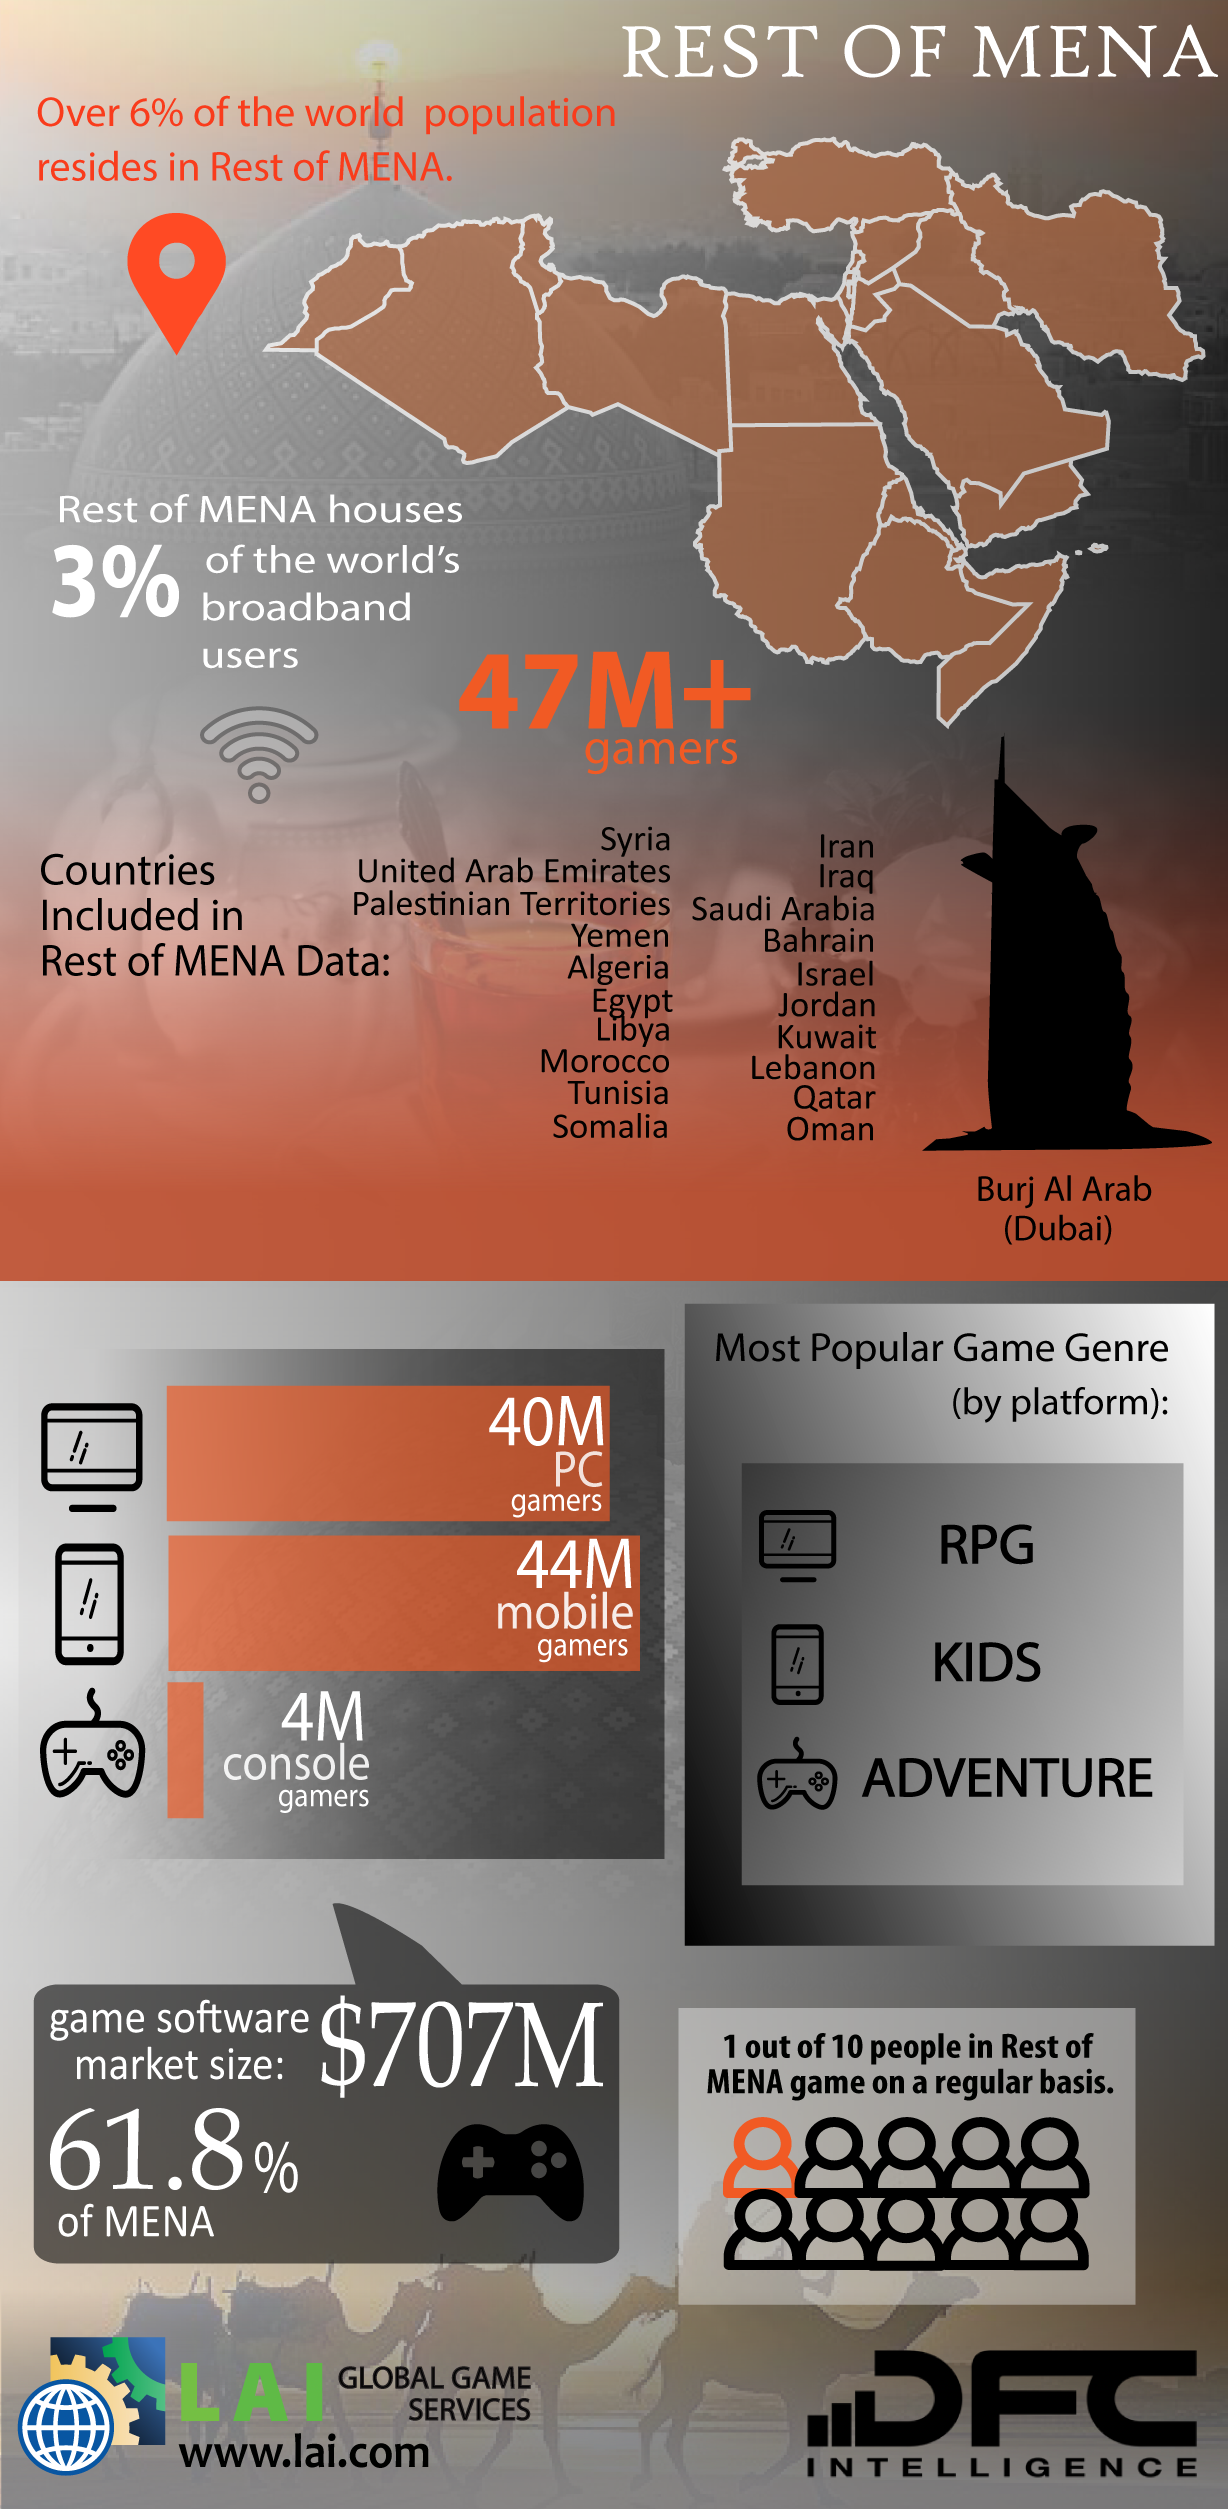 REST OF MENA
Over 6% of the world population
resides in Rest of MENA.
Rest of MENA houses
3% of the world's
broadband
users
47M+
gamers
Countries
Included in
Rest of MENA Data:
Syria
United Arab Emirates
Palestinian Territories
Yemen
Algeria
Egypt
Libya
Morocco
Tunisia
Somalia
Iran
Iraq
Saudi Arabia
Bahrain
Israel
Jordan
Kuwait
Lebanon
Qatar
Oman
Burj Al Arab
(Dubai)
40M
PC
gamers
44M
mobile
gamers
4M
console
gamers
Most Popular Game Genre
(by platform):
RPG
KIDS
ADVENTURE
game software
market size:
$707M
61.8%
of MENA
1 out of 10 people in Rest of
MENA game on a regular basis.
LAI
GLOBAL GAME
SERVICES
www.lai.com
DFC
INTELLIGENCE